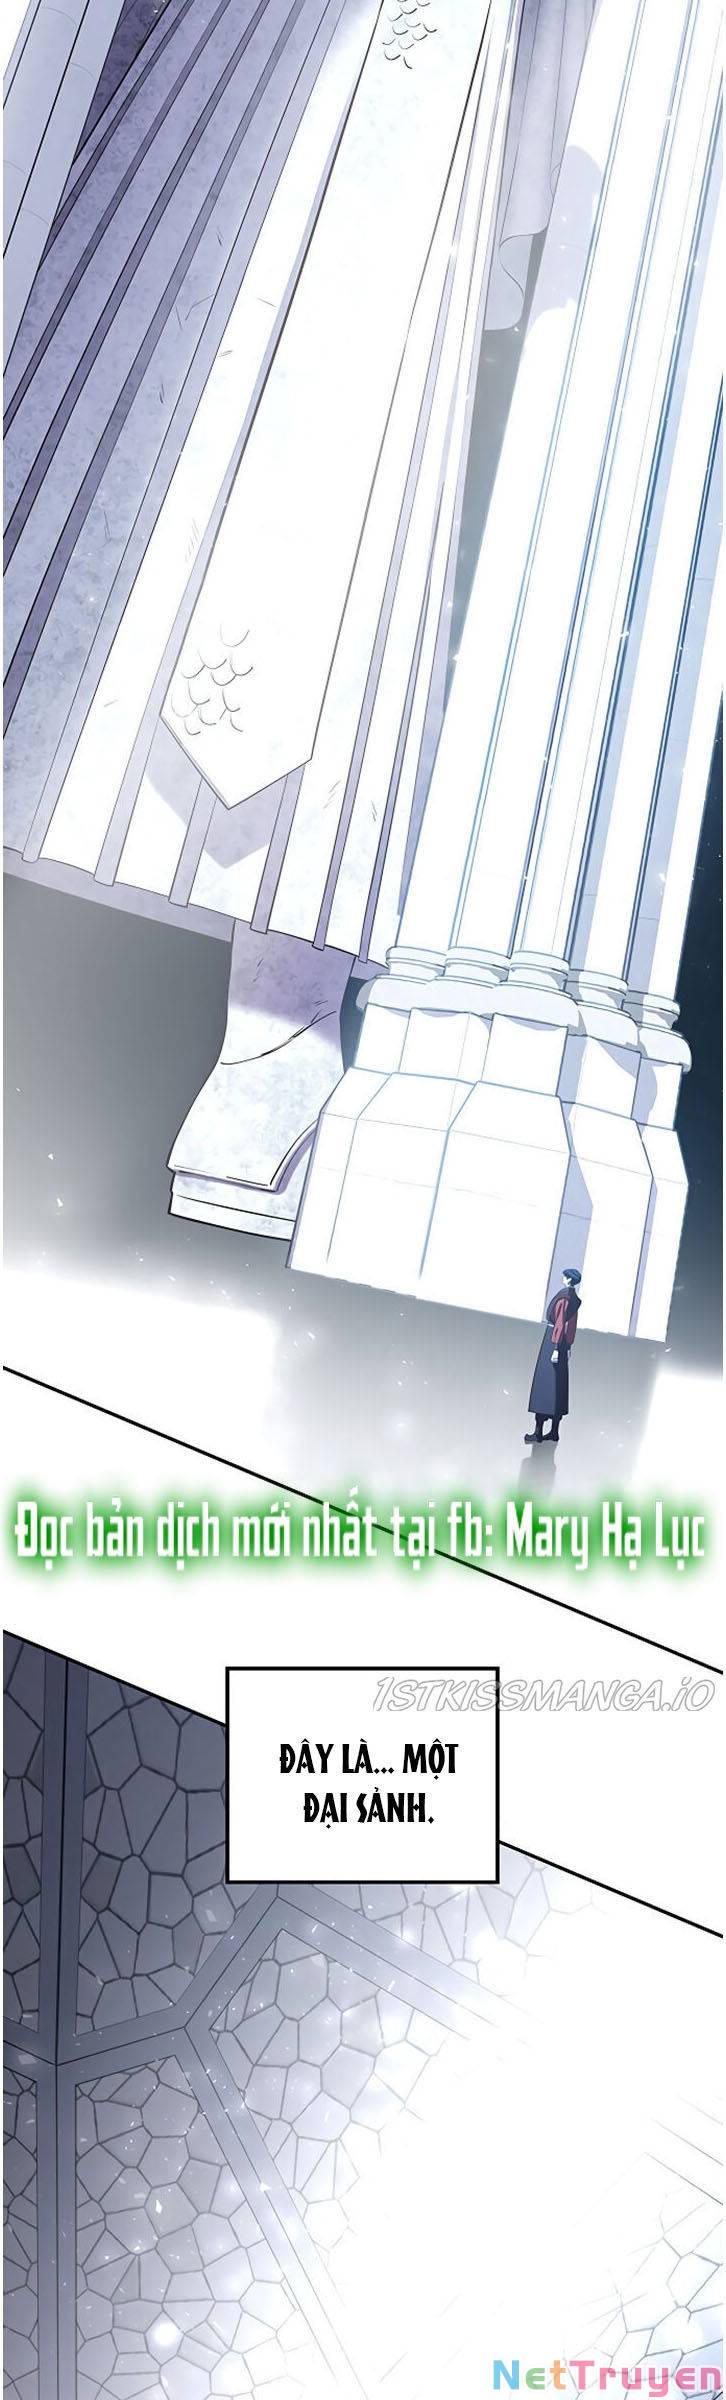 Đọc bản dịch mới nhất tại fb: Mary Hạ Lục
1STKISSMANGA.IO
ĐÂY LÀ... MỘT
ĐẠI SẢNH.
NetTruyen